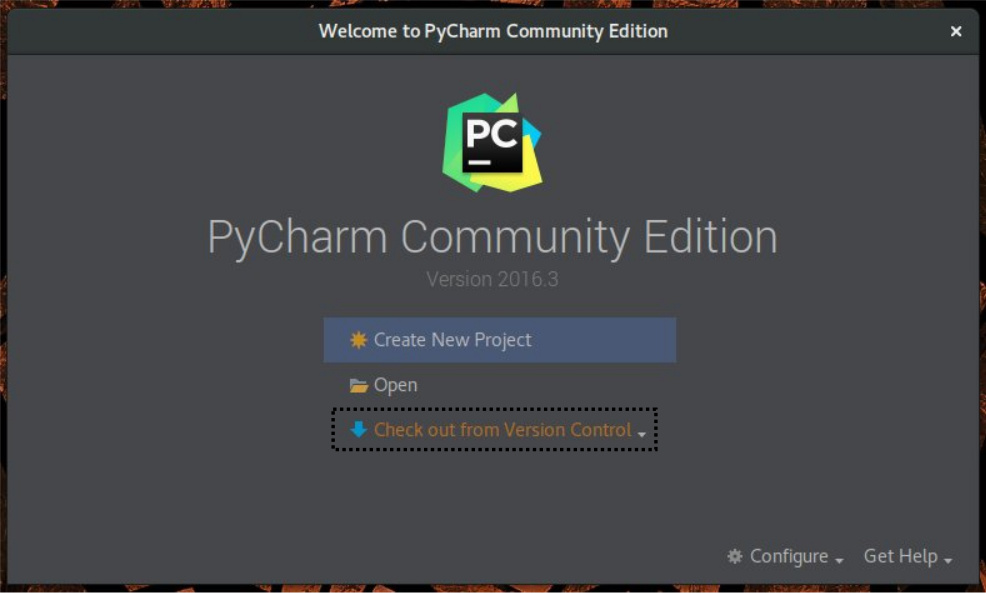 Welcome to PyCharm Community Edition
PC
PyCharm Community Edition
Version 2016.3
Create New Project
Open
Check out from Version Control
Configure
Get Help